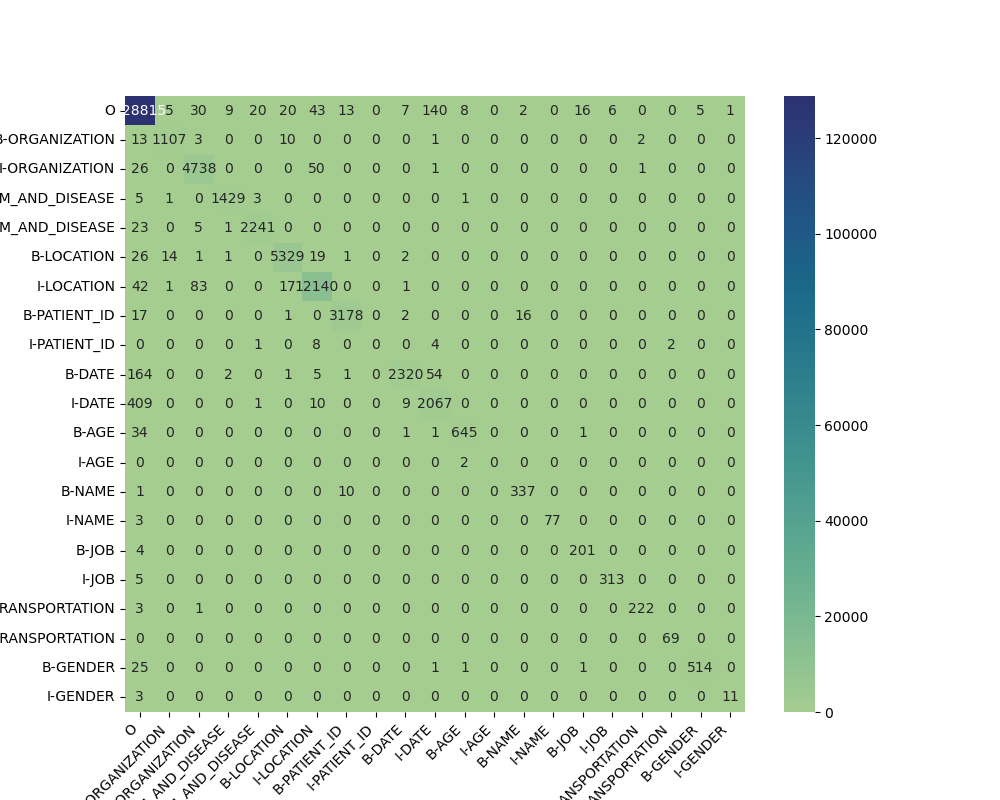 O 28815 5 30 9 20 20 43 13 0 7 140 8 0 2 0 16 6 0 0 5 1
B-ORGANIZATION 13 1107 3 0 0 10 0 0 0 0 1 0 0 0 0 0 0 2 0 0 0
I-ORGANIZATION 26 0 4738 0 0 0 50 0 0 0 1 0 0 0 0 0 0 1 0 0 0
M_AND_DISEASE 5 1 0 1429 3 0 0 0 0 0 0 1 0 0 0 0 0 0 0 0 0
M_AND_DISEASE 23 0 5 1 2241 0 0 0 0 0 0 0 0 0 0 0 0 0 0 0 0
B-LOCATION 26 14 1 1 0 5329 19 1 0 2 0 0 0 0 0 0 0 0 0 0 0
I-LOCATION 42 1 83 0 0 17 12140 0 0 1 0 0 0 0 0 0 0 0 0 0 0
B-PATIENT_ID 17 0 0 0 0 1 0 3178 0 2 0 0 0 16 0 0 0 0 0 0 0
I-PATIENT_ID 0 0 0 0 1 0 8 0 0 0 4 0 0 0 0 0 0 0 2 0 0
B-DATE 164 0 0 2 0 1 5 1 0 2320 54 0 0 0 0 0 0 0 0 0 0
I-DATE 409 0 0 0 1 0 10 0 0 9 2067 0 0 0 0 0 0 0 0 0 0
B-AGE 34 0 0 0 0 0 0 0 0 1 1 645 0 0 0 1 0 0 0 0 0
I-AGE 0 0 0 0 0 0 0 0 0 0 0 2 0 0 0 0 0 0 0 0 0
B-NAME 1 0 0 0 0 0 0 10 0 0 0 0 0 337 0 0 0 0 0 0 0
I-NAME 3 0 0 0 0 0 0 0 0 0 0 0 0 0 77 0 0 0 0 0 0
B-JOB 4 0 0 0 0 0 0 0 0 0 0 0 0 0 0 201 0 0 0 0 0
I-JOB 5 0 0 0 0 0 0 0 0 0 0 0 0 0 0 0 313 0 0 0 0
RANSPORTATION 3 0 1 0 0 0 0 0 0 0 0 0 0 0 0 0 0 222 0 0 0
RANSPORTATION 0 0 0 0 0 0 0 0 0 0 0 0 0 0 0 0 0 0 69 0 0
B-GENDER 25 0 0 0 0 0 0 0 0 0 1 1 0 0 0 1 0 0 0 514 0
I-GENDER 3 0 0 0 0 0 0 0 0 0 0 0 0 0 0 0 0 0 0 0 11
O
ORGANIZATION
ORGANIZATION
_AND_DISEASE
_AND_DISEASE
B-LOCATION
I-LOCATION
B-PATIENT_ID
I-PATIENT_ID
B-DATE
I-DATE
B-AGE
I-AGE
B-NAME
I-NAME
B-JOB
I-JOB
ANSPORTATION
ANSPORTATION
B-GENDER
I-GENDER
120000
100000
80000
60000
40000
20000
0